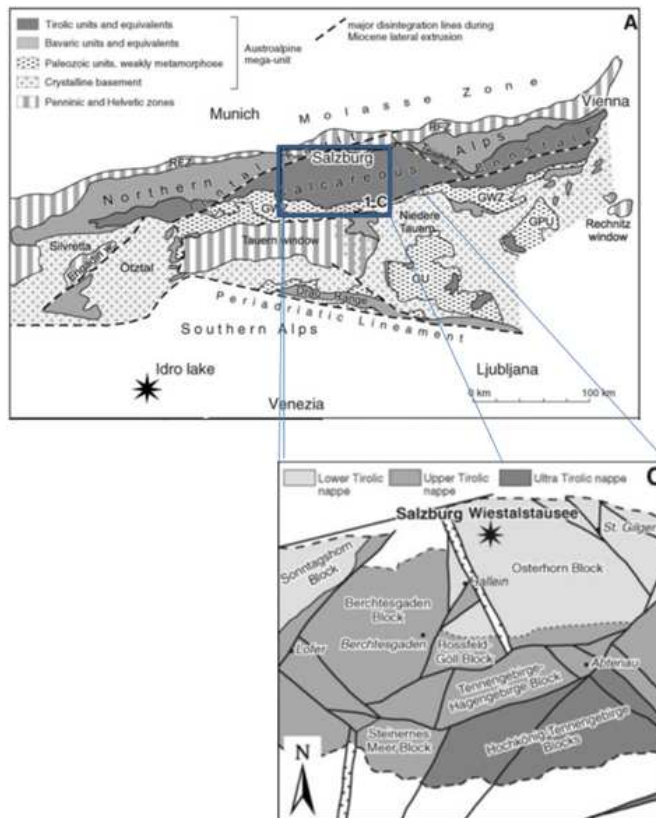 A
Tirolic units and equivalents
Bavaric units and equivalents
Paleozoic units, weakly metamorphose
Crystalline basement
Penninic and Helvetic zones
Austroalpine
mega-unit
major disintegration lines during
Miocene lateral extrusion
Munich
Molasse Zone
Vienna
RFZ
RFZ
Salzburg
Northern
Calcareous
Alps
1-C
GWZ
Niedere
Tauern
GPU
Rechnitz
window
Silvretta
Engadin W.
Ötztal
Tauern window
GU
Drau Range
Periadriatic Lineament
Southern Alps
Idro lake
Ljubljana
0 km
100 km
Venezia
C
Lower Tirolic
nappe
Upper Tirolic
nappe
Ultra Tirolic nappe
Salzburg
Wiestalstausee
St. Gilgen
Sonntagshorn
Block
Osterhorn Block
Hallein
Berchtesgaden
Block
Lofer
Berchtesgaden
Rossfeld-
Göll Block
Abtenau
Tennengebirge-
Hagengebirge Block
Steinernes
Meer Block
Hochkönig-Tennengebirge
Blocks
N